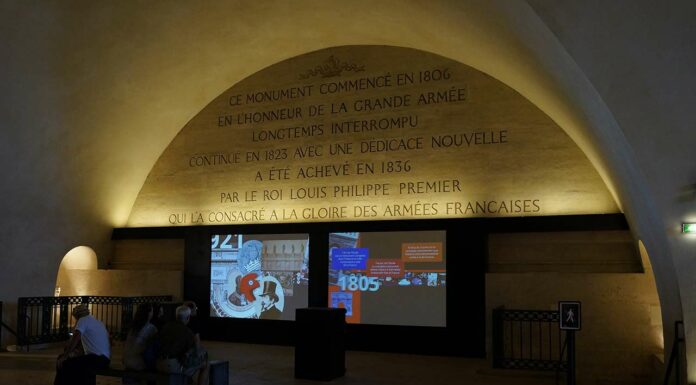 CE MONUMENT COMMENCÉ EN 1806
EN L'HONNEUR DE LA GRANDE ARMÉE
LONGTEMPS INTERROMPU
CONTINUÉ EN 1823 AVEC UNE DÉDICACE NOUVELLE
A ÉTÉ ACHEVÉ EN 1836
PAR LE ROI LOUIS PHILIPPE PREMIER
QUI L'A CONSACRÉ A LA GLOIRE DES ARMÉES FRANÇAISES
921
1805